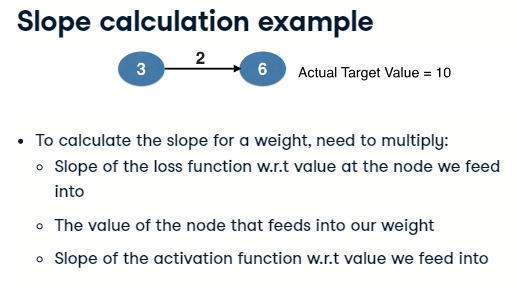 Slope calculation example
2
3
6
Actual Target Value = 10
• To calculate the slope for a weight, need to multiply:
◦ Slope of the loss function w.r.t value at the node we feed
into
◦ The value of the node that feeds into our weight
◦ Slope of the activation function w.r.t value we feed into